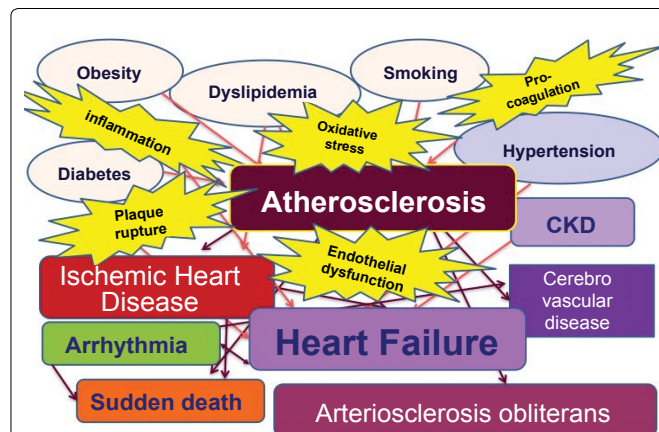 Obesity
Smoking
Dyslipidemia
Pro-
coagulation
inflammation
Oxidative
stress
Hypertension
Diabetes
Atherosclerosis
Plaque
rupture
CKD
Endothelial
dysfunction
Ischemic Heart
Disease
Cerebro
vascular
disease
Arrhythmia
Heart Failure
Sudden death
Arteriosclerosis obliterans